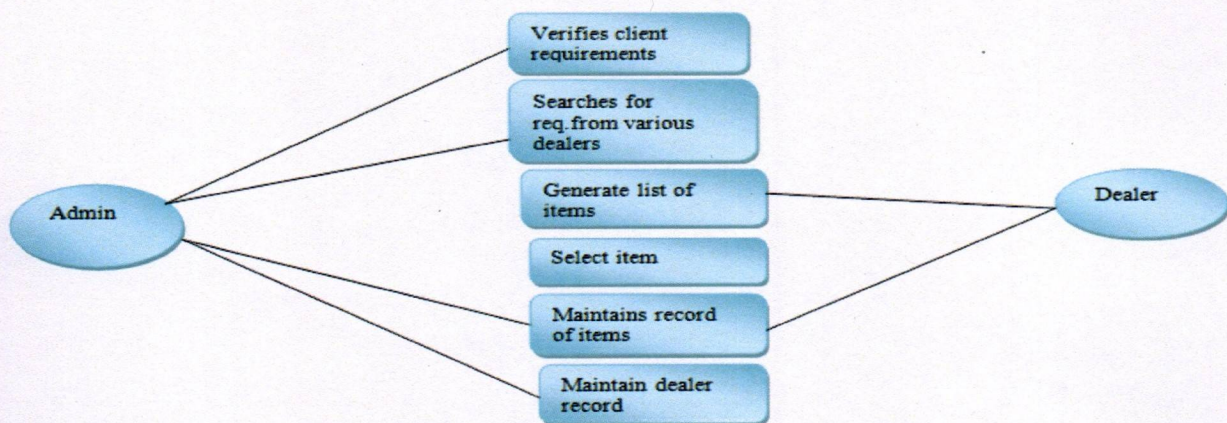 Verifies client
requirements
Searches for
req.from various
dealers
Generate list of
items
Admin
Dealer
Select item
Maintains record
of items
Maintain dealer
record